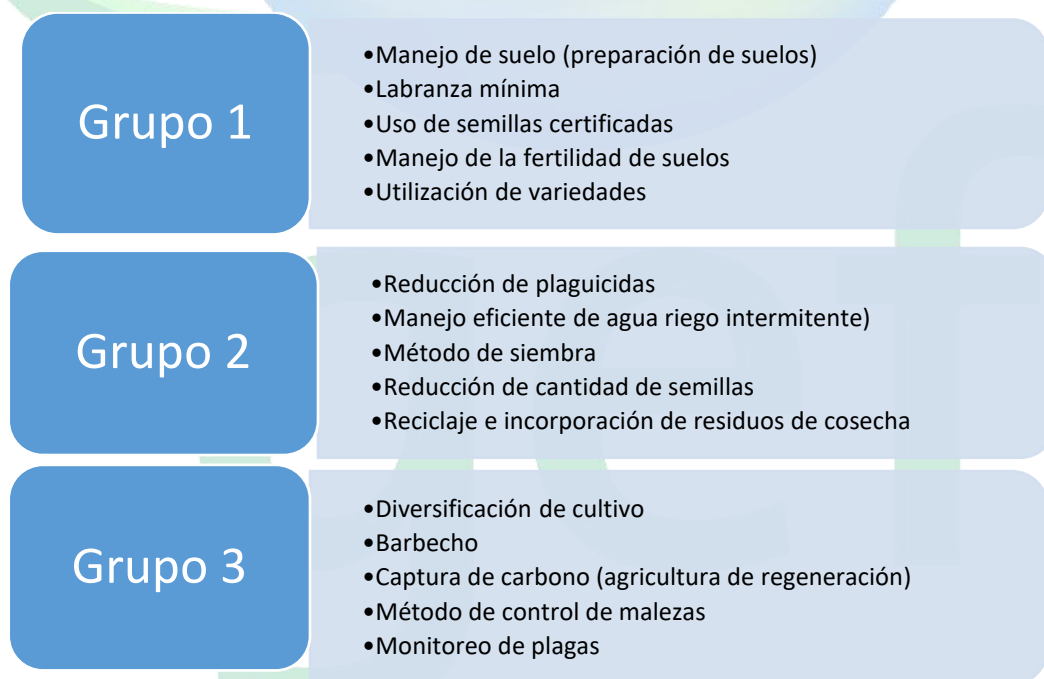 Grupo 1
•Manejo de suelo (preparación de suelos)
•Labranza mínima
•Uso de semillas certificadas
•Manejo de la fertilidad de suelos
•Utilización de variedades
Grupo 2
•Reducción de plaguicidas
•Manejo eficiente de agua riego intermitente)
•Método de siembra
•Reducción de cantidad de semillas
•Reciclaje e incorporación de residuos de cosecha
Grupo 3
•Diversificación de cultivo
•Barbecho
•Captura de carbono (agricultura de regeneración)
•Método de control de malezas
•Monitoreo de plagas